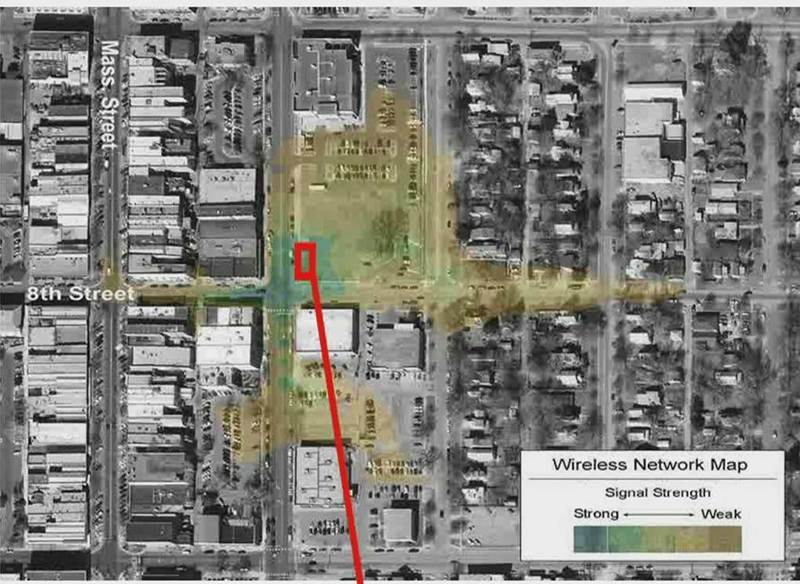 Mass Street
8th Street
Wireless Network Map
Signal Strength
Strong Weak